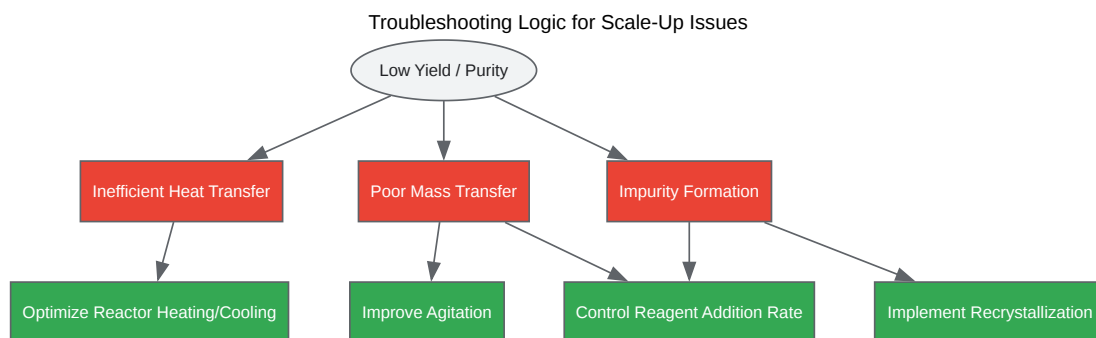 Troubleshooting Logic for Scale-Up Issues
Low Yield / Purity
Inefficient Heat Transfer
Poor Mass Transfer
Impurity Formation
Optimize Reactor Heating/Cooling
Improve Agitation
Control Reagent Addition Rate
Implement Recrystallization